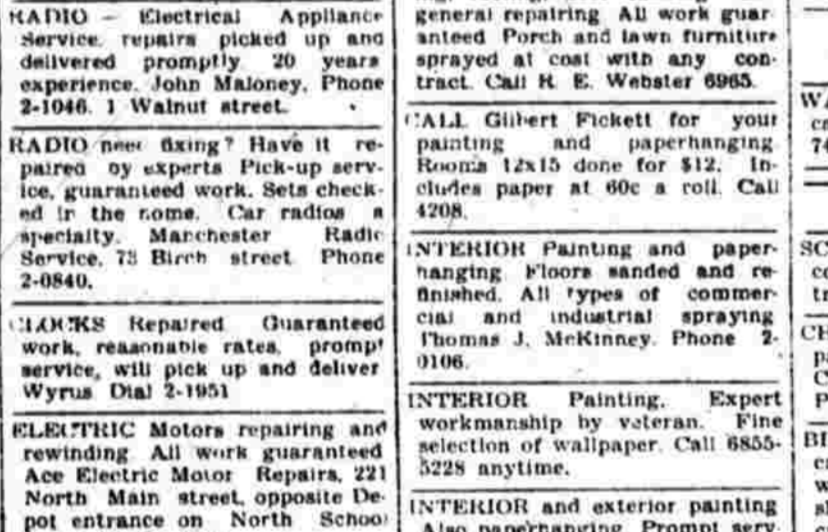 RADIO — Electrical Appliance
Service, repairs picked up and
delivered promptly 20 years
experience. John Maloney, Phone
2-1046. 1 Walnut street.
RADIO need fixing? Have it re-
paired by experts Pick-up serv-
ice, guaranteed work. Sets check-
ed in the home. Car radios a
specialty. Manchester Radio
Service, 73 Birch street Phone
2-0840.
CLOCKS Repaired Guaranteed
work, reasonable rates, prompt
service, will pick up and deliver
Wyrus Dial 2-1951
ELECTRIC Motors repairing and
rewinding All work guaranteed
Ace Electric Motor Repairs, 221
North Main street, opposite De-
pot entrance on North School
general repairing All work guar-
anteed Porch and lawn furniture
sprayed at cost with any con-
tract. Call R. E. Webster 6965.
CALL Gilbert Fickett for your
painting and paperhanging
Rooms 12x15 done for $12. In-
cludes paper at 60c a roll. Call
4208.
INTERIOR Painting and paper-
hanging Floors sanded and re-
finished. All types of commer-
cial and industrial spraying
Thomas J. McKinney. Phone 2-
0106.
INTERIOR Painting. Expert
workmanship by veteran. Fine
selection of wallpaper. Call 6855-
5228 anytime.
INTERIOR and exterior painting
Also paperhanging Prompt serv-